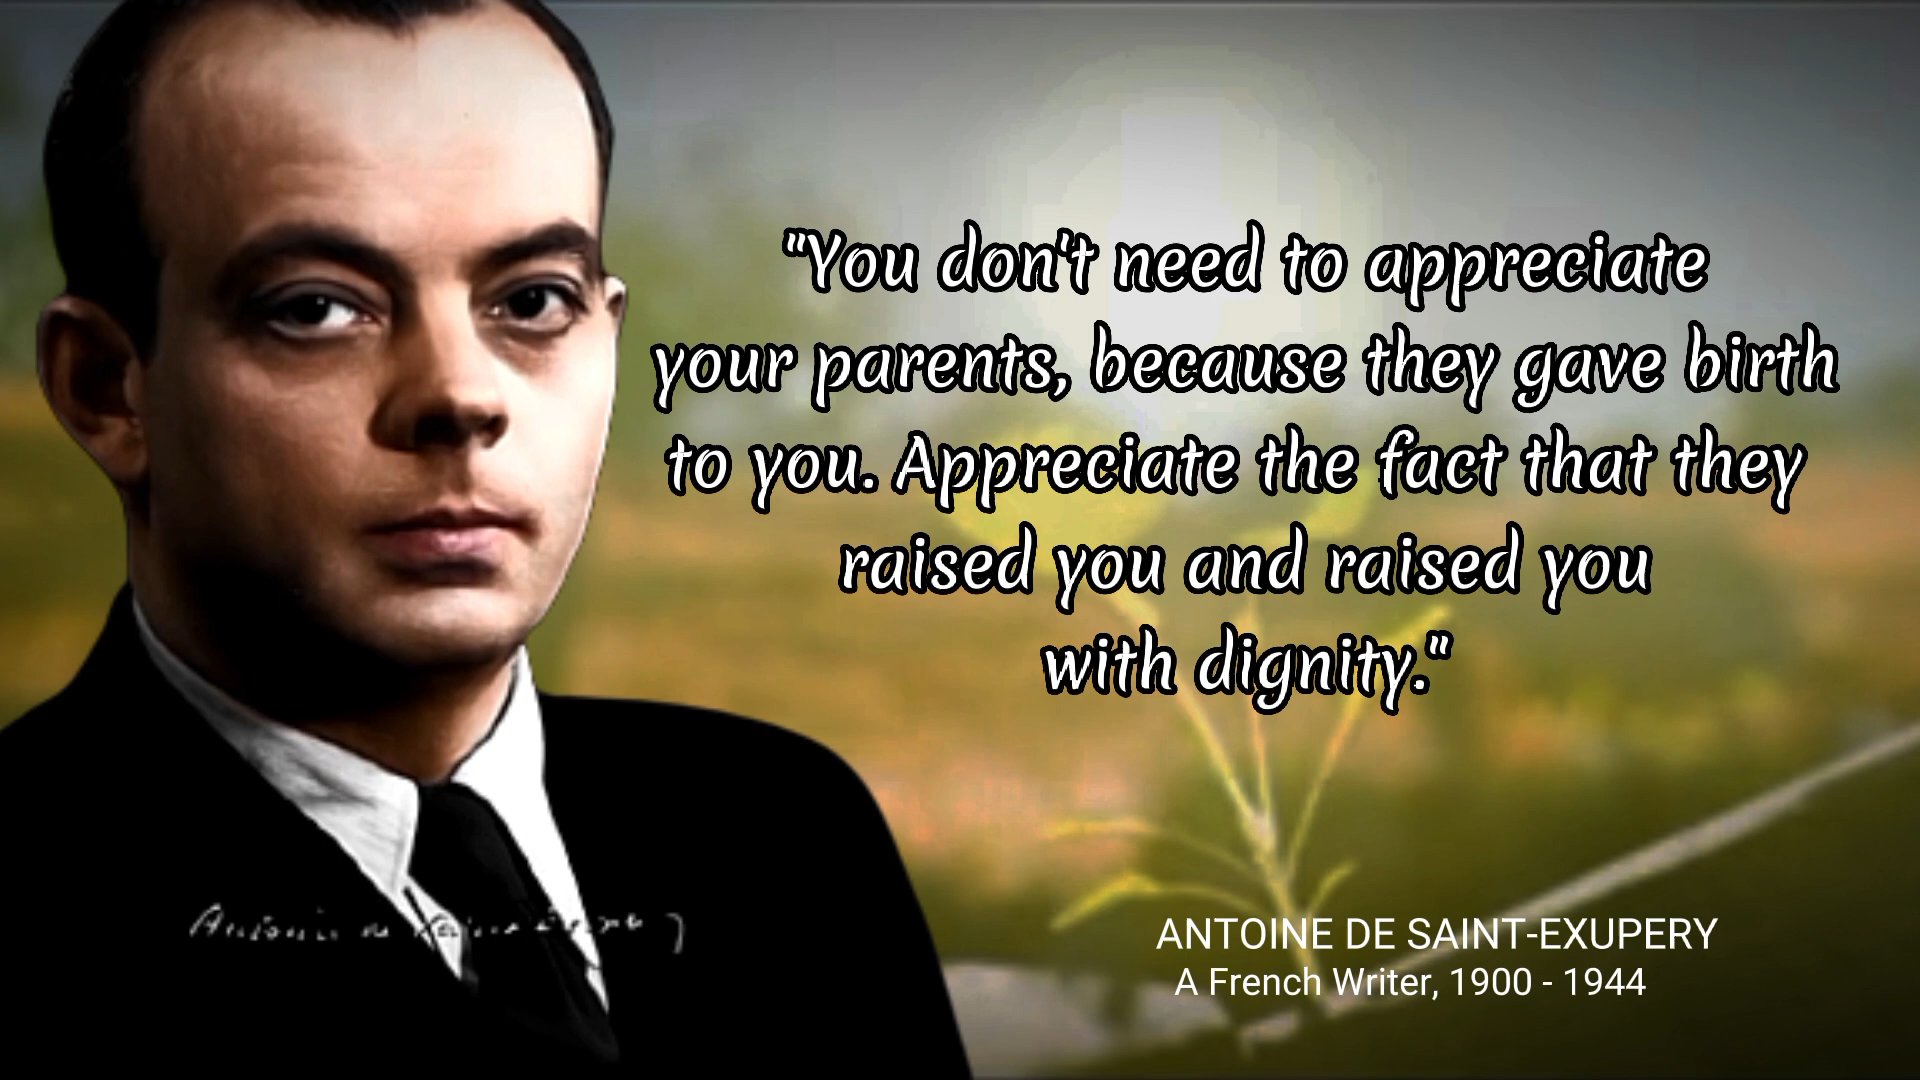 "You don't need to appreciate
your parents, because they gave birth
to you. Appreciate the fact that they
raised you and raised you
with dignity."
ANTOINE DE SAINT-EXUPERY
A French Writer, 1900 - 1944